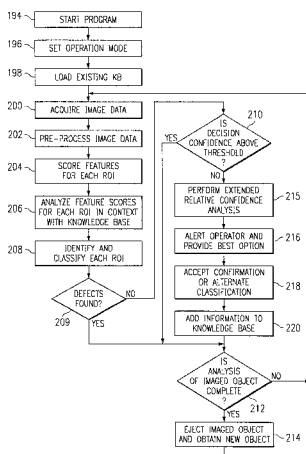 194
START PROGRAM
196
SET OPERATION MODE
198
LOAD EXISTING KB
200
ACQUIRE IMAGE DATA
202
PRE-PROCESS IMAGE DATA
204
SCORE FEATURES
FOR EACH ROI
206
ANALYZE FEATURE SCORES
FOR EACH ROI IN CONTEXT
WITH KNOWLEDGE BASE
208
IDENTIFY AND
CLASSIFY EACH ROI
DEFECTS
FOUND?
NO
209
YES
210
IS
DECISION
CONFIDENCE ABOVE
THRESHOLD
?
YES
NO
215
PERFORM EXTENDED
RELATIVE CONFIDENCE
ANALYSIS
216
ALERT OPERATOR AND
PROVIDE BEST OPTION
218
ACCEPT CONFIRMATION
OR ALTERNATE
CLASSIFICATION
220
ADD INFORMATION TO
KNOWLEDGE BASE
IS
ANALYSIS
OF IMAGED OBJECT
COMPLETE
?
NO
212
YES
214
EJECT IMAGED OBJECT
AND OBTAIN NEW OBJECT